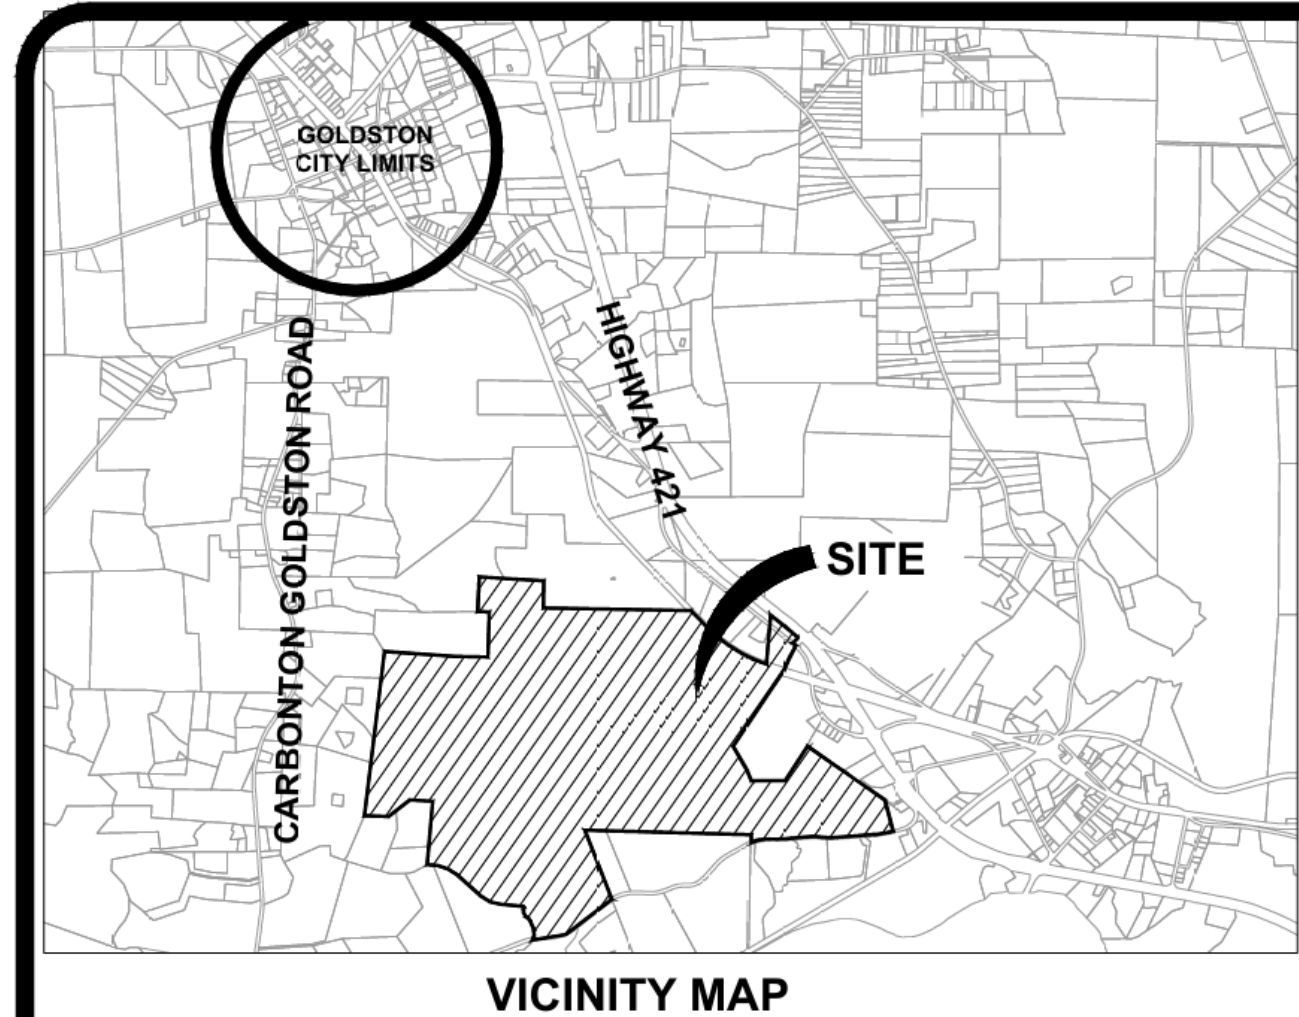 GOLDSTON
CITY LIMITS
HIGHWAY 421
CARBONTON GOLDSTON ROAD
SITE
VICINITY MAP